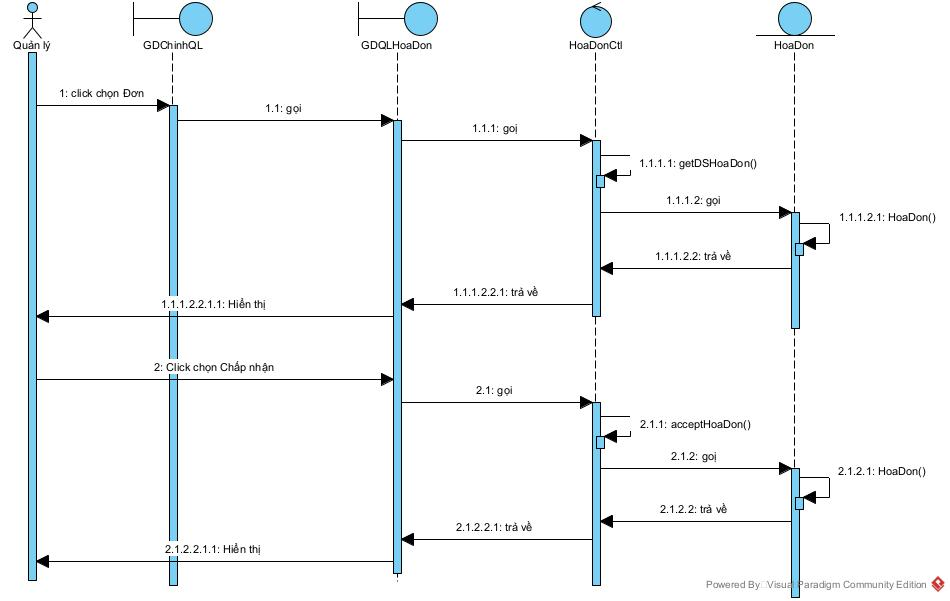 Quản lý
GDChinhQL
GDQLHoaDon
HoaDonCtl
HoaDon
1: click chọn Đơn
1.1: gọi
1.1.1: goị
1.1.1.1: getDSHoaDon()
1.1.1.2: gọi
1.1.1.2.1: HoaDon()
1.1.1.2.2: trả về
1.1.1.2.2.1: trả về
1.1.1.2.2.1.1: Hiển thị
2: Click chọn Chấp nhận
2.1: gọi
2.1.1: acceptHoaDon()
2.1.2: goị
2.1.2.1: HoaDon()
2.1.2.2: trả về
2.1.2.2.1: trả về
2.1.2.2.1.1: Hiển thị
Powered By Visual Paradigm Community Edition